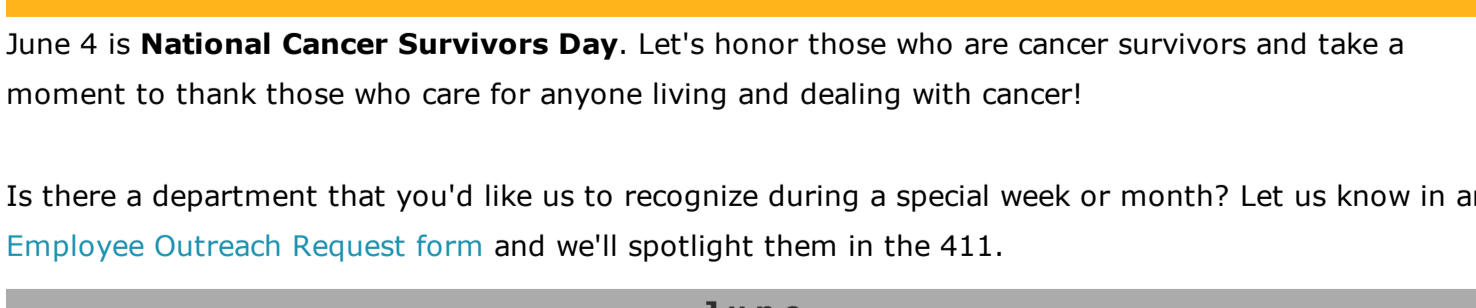 June 4 is National Cancer Survivors Day. Let's honor those who are cancer survivors and take a
moment to thank those who care for anyone living and dealing with cancer!
Is there a department that you'd like us to recognize during a special week or month? Let us know in
Employee Outreach Request form and we'll spotlight them in the 411.
June